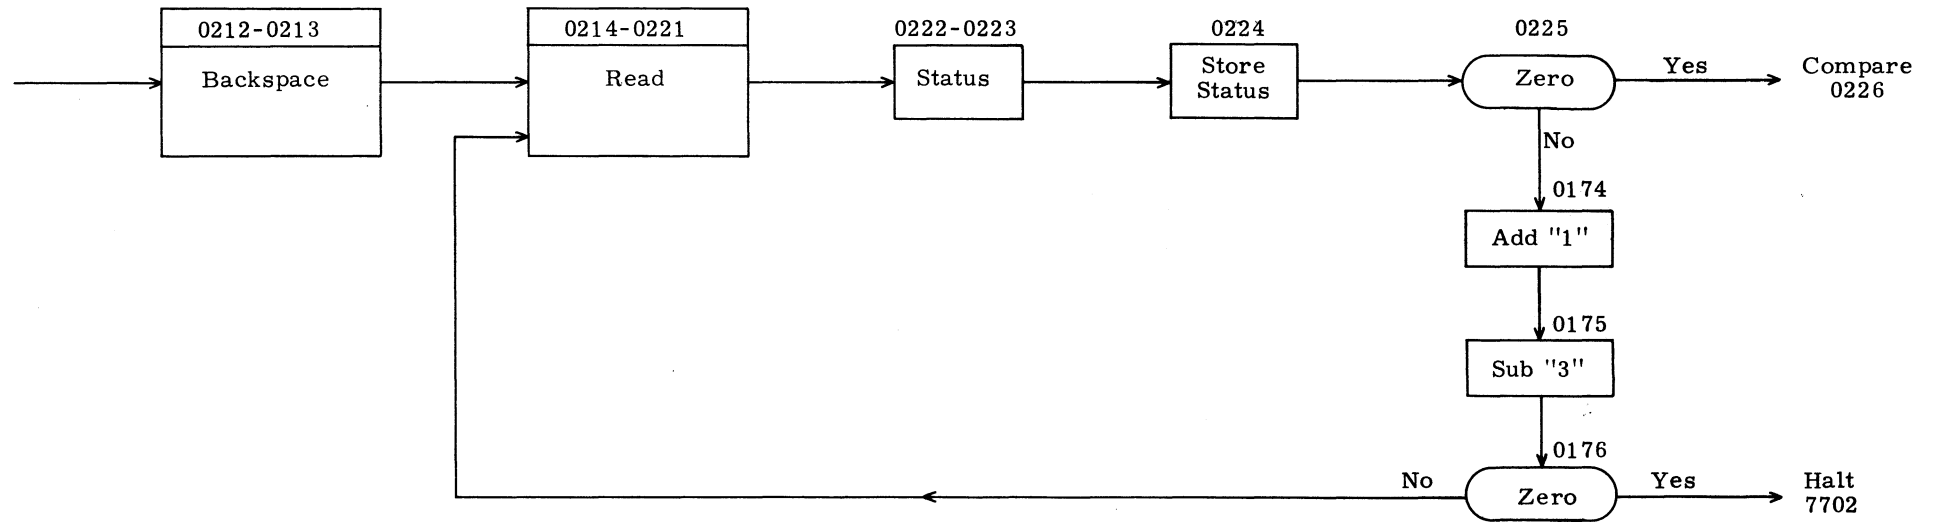 0212-0213
Backspace
0214-0221
Read
0222-0223
Status
0224
Store
Status
0225
Zero
Yes
Compare
0226
No
0174
Add "1"
0175
Sub "3"
0176
Zero
No
Yes
Halt
7702